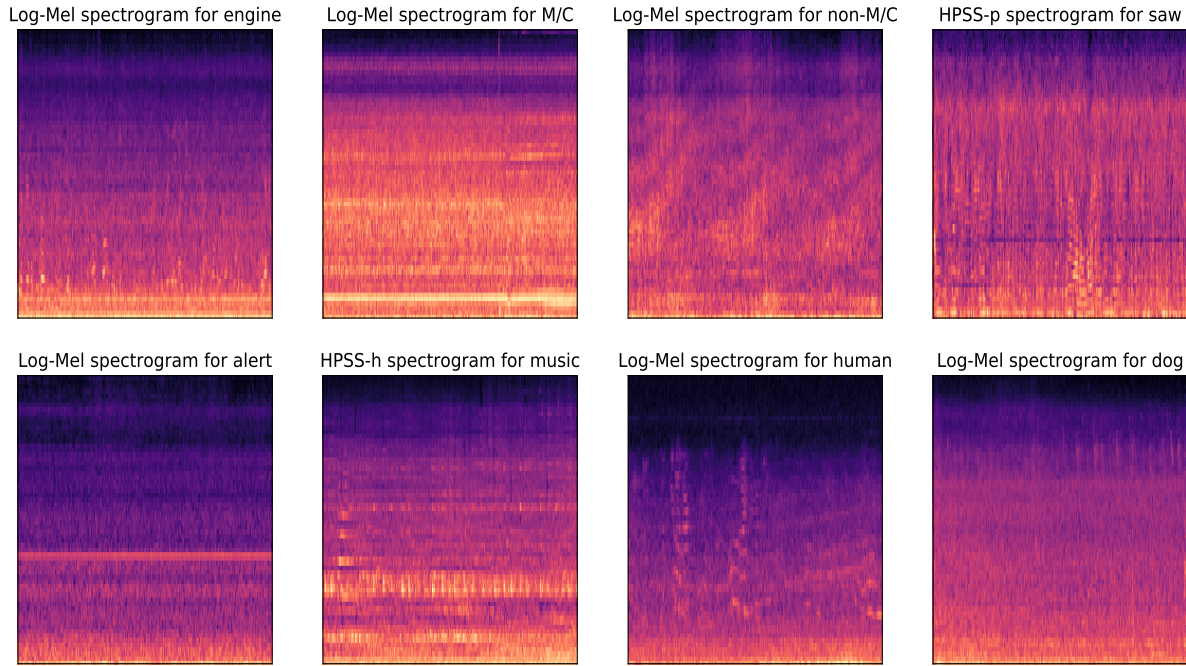 Log-Mel spectrogram for engine
Log-Mel spectrogram for M/C
Log-Mel spectrogram for non-M/C
HPSS-p spectrogram for saw
Log-Mel spectrogram for alert
HPSS-h spectrogram for music
Log-Mel spectrogram for human
Log-Mel spectrogram for dog